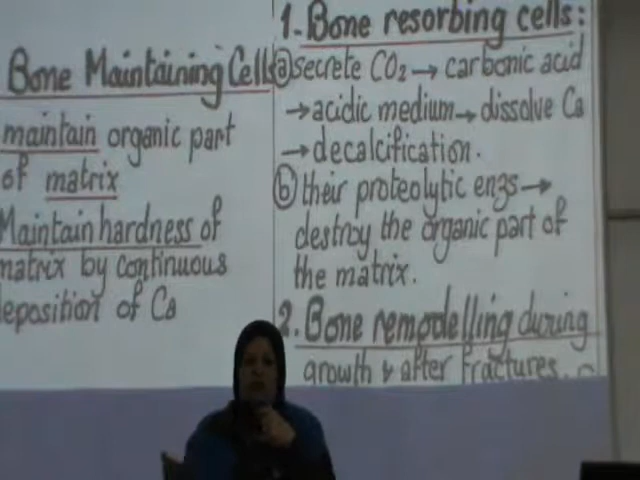 Bone Maintaining Cells
maintain organic part
of matrix
Maintain hardness of
matrix by continuous
deposition of Ca
1. Bone resorbing cells:
ⓐ secrete CO₂ → carbonic acid
→ acidic medium → dissolve Ca
→ decalcification.
ⓑ their proteolytic enzs →
destroy the organic part of
the matrix.
2. Bone remodelling during
growth & after fractures.